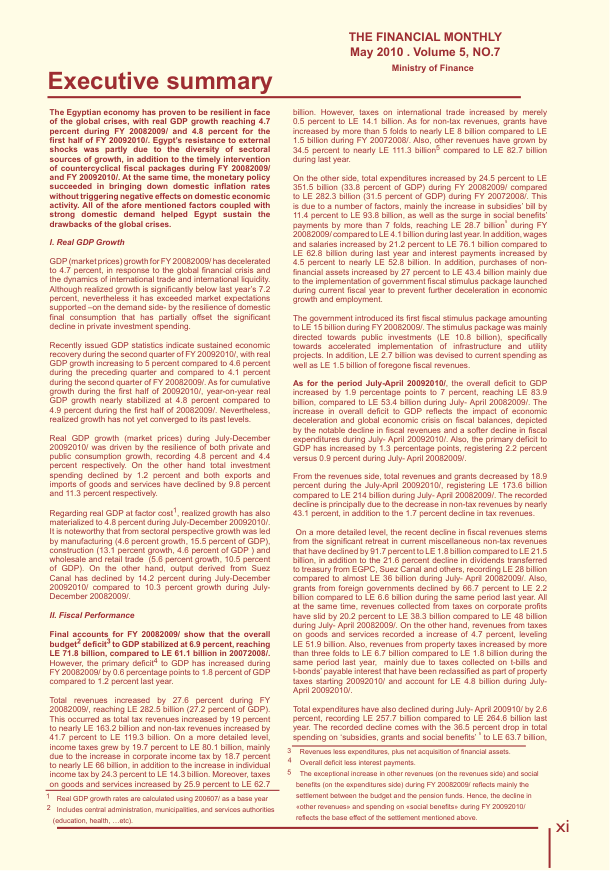 THE FINANCIAL MONTHLY
May 2010 . Volume 5, NO.7
Ministry of Finance
Executive summary
The Egyptian economy has proven to be resilient in face
of the global crises, with real GDP growth reaching 4.7
percent during FY 20082009/ and 4.8 percent for the
first half of FY 20092010/. Egypt's resistance to external
shocks was partly due to the diversity of sectoral
sources of growth, in addition to the timely intervention
of countercyclical fiscal packages during FY 20082009/
and FY 20092010/. At the same time, the monetary policy
succeeded in bringing down domestic inflation rates
without triggering negative effects on domestic economic
activity. All of the afore mentioned factors coupled with
strong domestic demand helped Egypt sustain the
drawbacks of the global crises.
I. Real GDP Growth
GDP (market prices) growth for FY 20082009/ has decelerated
to 4.7 percent, in response to the global financial crisis and
the dynamics of international trade and international liquidity.
Although realized growth is significantly below last year's 7.2
percent, nevertheless it has exceeded market expectations
supported –on the demand side- by the resilience of domestic
final consumption that has partially offset the significant
decline in private investment spending.
Recently issued GDP statistics indicate sustained economic
recovery during the second quarter of FY 20092010/, with real
GDP growth increasing to 5 percent compared to 4.6 percent
during the preceding quarter and compared to 4.1 percent
during the second quarter of FY 20082009/. As for cumulative
growth during the first half of 20092010/, year-on-year real
GDP growth nearly stabilized at 4.8 percent compared to
4.9 percent during the first half of 20082009/. Nevertheless,
realized growth has not yet converged to its past levels.
Real GDP growth (market prices) during July-December
20092010/ was driven by the resilience of both private and
public consumption growth, recording 4.8 percent and 4.4
percent respectively. On the other hand total investment
spending declined by 1.2 percent and both exports and
imports of goods and services have declined by 9.8 percent
and 11.3 percent respectively.
Regarding real GDP at factor cost1, realized growth has also
materialized to 4.8 percent during July-December 20092010/.
It is noteworthy that from sectoral perspective growth was led
by manufacturing (4.6 percent growth, 15.5 percent of GDP),
construction (13.1 percent growth, 4.6 percent of GDP ) and
wholesale and retail trade (5.6 percent growth, 10.5 percent
of GDP). On the other hand, output derived from Suez
Canal has declined by 14.2 percent during July-December
20092010/ compared to 10.3 percent growth during July-
December 20082009/.
II. Fiscal Performance
Final accounts for FY 20082009/ show that the overall
budget2 deficit3 to GDP stabilized at 6.9 percent, reaching
LE 71.8 billion, compared to LE 61.1 billion in 20072008/.
However, the primary deficit4 to GDP has increased during
FY 20082009/ by 0.6 percentage points to 1.8 percent of GDP
compared to 1.2 percent last year.
Total revenues increased by 27.6 percent during FY
20082009/, reaching LE 282.5 billion (27.2 percent of GDP).
This occurred as total tax revenues increased by 19 percent
to nearly LE 163.2 billion and non-tax revenues increased by
41.7 percent to LE 119.3 billion. On a more detailed level,
income taxes grew by 19.7 percent to LE 80.1 billion, mainly
due to the increase in corporate income tax by 18.7 percent
to nearly LE 66 billion, in addition to the increase in individual
income tax by 24.3 percent to LE 14.3 billion. Moreover, taxes
on goods and services increased by 25.9 percent to LE 62.7
1 Real GDP growth rates are calculated using 200607/ as a base year
2 Includes central administration, municipalities, and services authorities
(education, health, …etc).
billion. However, taxes on international trade increased by merely
0.5 percent to LE 14.1 billion. As for non-tax revenues, grants have
increased by more than 5 folds to nearly LE 8 billion compared to LE
1.5 billion during FY 20072008/. Also, other revenues have grown by
34.5 percent to nearly LE 111.3 billion5 compared to LE 82.7 billion
during last year.
On the other side, total expenditures increased by 24.5 percent to LE
351.5 billion (33.8 percent of GDP) during FY 20082009/ compared
to LE 282.3 billion (31.5 percent of GDP) during FY 20072008/. This
is due to a number of factors, mainly the increase in subsidies' bill by
11.4 percent to LE 93.8 billion, as well as the surge in social benefits'
payments by more than 7 folds, reaching LE 28.7 billion* during FY
20082009/ compared to LE 4.1 billion during last year. In addition, wages
and salaries increased by 21.2 percent to LE 76.1 billion compared to
LE 62.8 billion during last year and interest payments increased by
4.5 percent to nearly LE 52.8 billion. In addition, purchases of non-
financial assets increased by 27 percent to LE 43.4 billion mainly due
to the implementation of government fiscal stimulus package launched
during current fiscal year to prevent further deceleration in economic
growth and employment.
The government introduced its first fiscal stimulus package amounting
to LE 15 billion during FY 20082009/. The stimulus package was mainly
directed towards public investments (LE 10.8 billion), specifically
towards accelerated implementation of infrastructure and utility
projects. In addition, LE 2.7 billion was devised to current spending as
well as LE 1.5 billion of foregone fiscal revenues.
As for the period July-April 20092010/, the overall deficit to GDP
increased by 1.9 percentage points to 7 percent, reaching LE 83.9
billion, compared to LE 53.4 billion during July-April 20082009/. The
increase in overall deficit to GDP reflects the impact of economic
deceleration and global economic crisis on fiscal balances, depicted
by the notable decline in fiscal revenues and a softer decline in fiscal
expenditures during July- April 20092010/. Also, the primary deficit to
GDP has increased by 1.3 percentage points, registering 2.2 percent
versus 0.9 percent during July- April 20082009/.
From the revenues side, total revenues and grants decreased by 18.9
percent during the July-April 20092010/, registering LE 173.6 billion
compared to LE 214 billion during July- April 20082009/. The recorded
decline is principally due to the decrease in non-tax revenues by nearly
43.1 percent, in addition to the 1.7 percent decline in tax revenues.
On a more detailed level, the recent decline in fiscal revenues stems
from the significant retreat in current miscellaneous non-tax revenues
that have declined by 91.7 percent to LE 1.8 billion compared to LE 21.5
billion, in addition to the 21.6 percent decline in dividends transferred
to treasury from EGPC, Suez Canal and others, recording LE 28 billion
compared to almost LE 36 billion during July- April 20082009/. Also,
grants from foreign governments declined by 66.7 percent to LE 2.2
billion compared to LE 6.6 billion during the same period last year. All
at the same time, revenues collected from taxes on corporate profits
have slid by 20.2 percent to LE 38.3 billion compared to LE 48 billion
during July- April 20082009/. On the other hand, revenues from taxes
on goods and services recorded a increase of 4.7 percent, leveling
LE 51.9 billion. Also, revenues from property taxes increased by more
than three folds to LE 6.7 billion compared to LE 1.8 billion during the
same period last year, mainly due to taxes collected on t-bills and
t-bonds' payable interest that have been reclassified as part of property
taxes starting 20092010/ and account for LE 4.8 billion during July-
April 20092010/.
Total expenditures have also declined during July-April 200910/ by 2.6
percent, recording LE 257.7 billion compared to LE 264.6 billion last
year. The recorded decline comes with the 36.5 percent drop in total
spending on 'subsidies, grants and social benefits' * to LE 63.7 billion,
3 Revenues less expenditures, plus net acquisition of financial assets.
4 Overall deficit less interest payments.
5 The exceptional increase in other revenues (on the revenues side) and social
benefits (on the expenditures side) during FY 20082009/ reflects mainly the
settlement between the budget and the pension funds. Hence, the decline in
«other revenues» and spending on «social benefits» during FY 20092010/
reflects the base effect of the settlement mentioned above.
xi